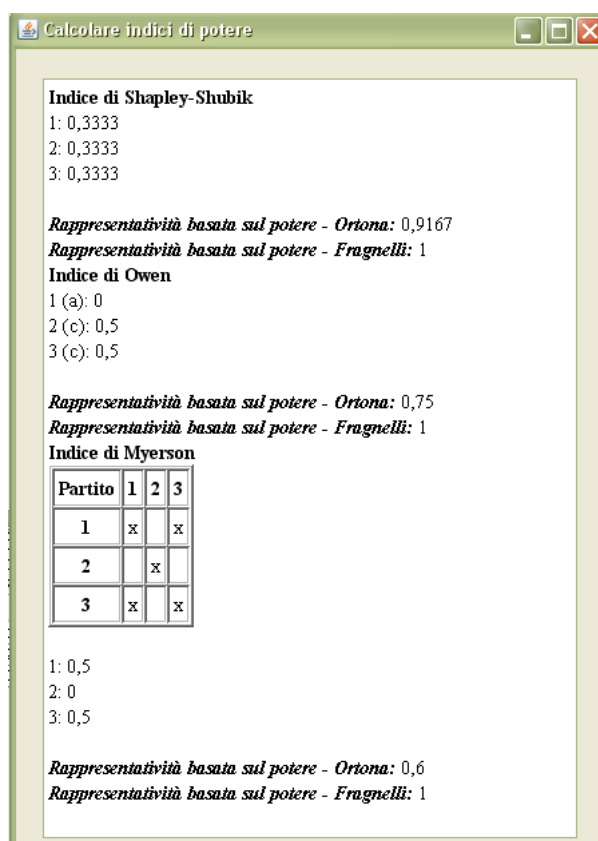 Calcolare indici di potere
Indice di Shapley-Shubik
1: 0,3333
2: 0,3333
3: 0,3333
Rappresentatività basata sul potere - Ortona: 0,9167
Rappresentatività basata sul potere - Fragnelli: 1
Indice di Owen
1 (a): 0
2 (c): 0,5
3 (c): 0,5
Rappresentatività basata sul potere - Ortona: 0,75
Rappresentatività basata sul potere - Fragnelli: 1
Indice di Myerson
Partito 1 2 3
1 x x
2 x
3 x x
1: 0,5
2: 0
3: 0,5
Rappresentatività basata sul potere - Ortona: 0,6
Rappresentatività basata sul potere - Fragnelli: 1